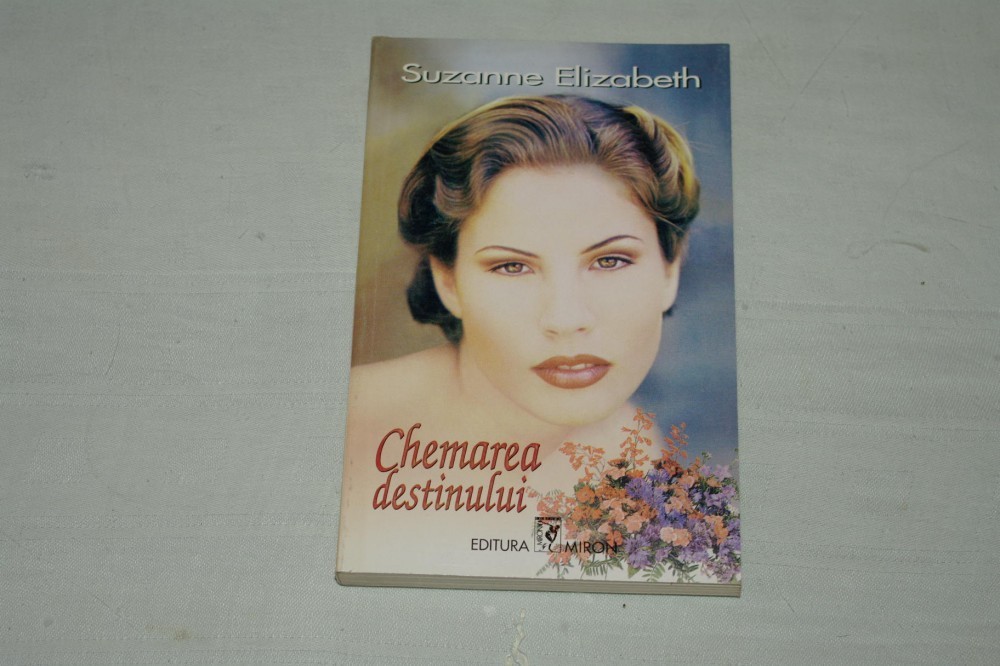 Suzanne Elizabeth
Chemarea
destinului
EDITURA MIRON